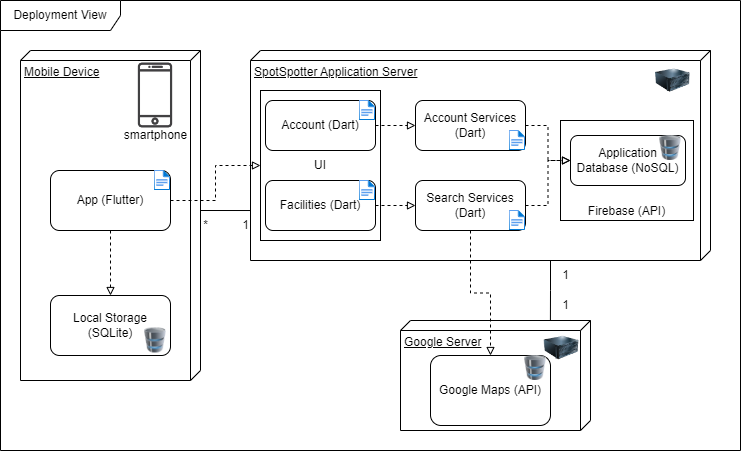 Deployment View
Mobile Device
smartphone
App (Flutter)
Local Storage
(SQLite)
*
1
SpotSpotter Application Server
Account (Dart)
UI
Facilities (Dart)
Account Services
(Dart)
Search Services
(Dart)
Application
Database (NoSQL)
Firebase (API)
1
1
Google Server
Google Maps (API)